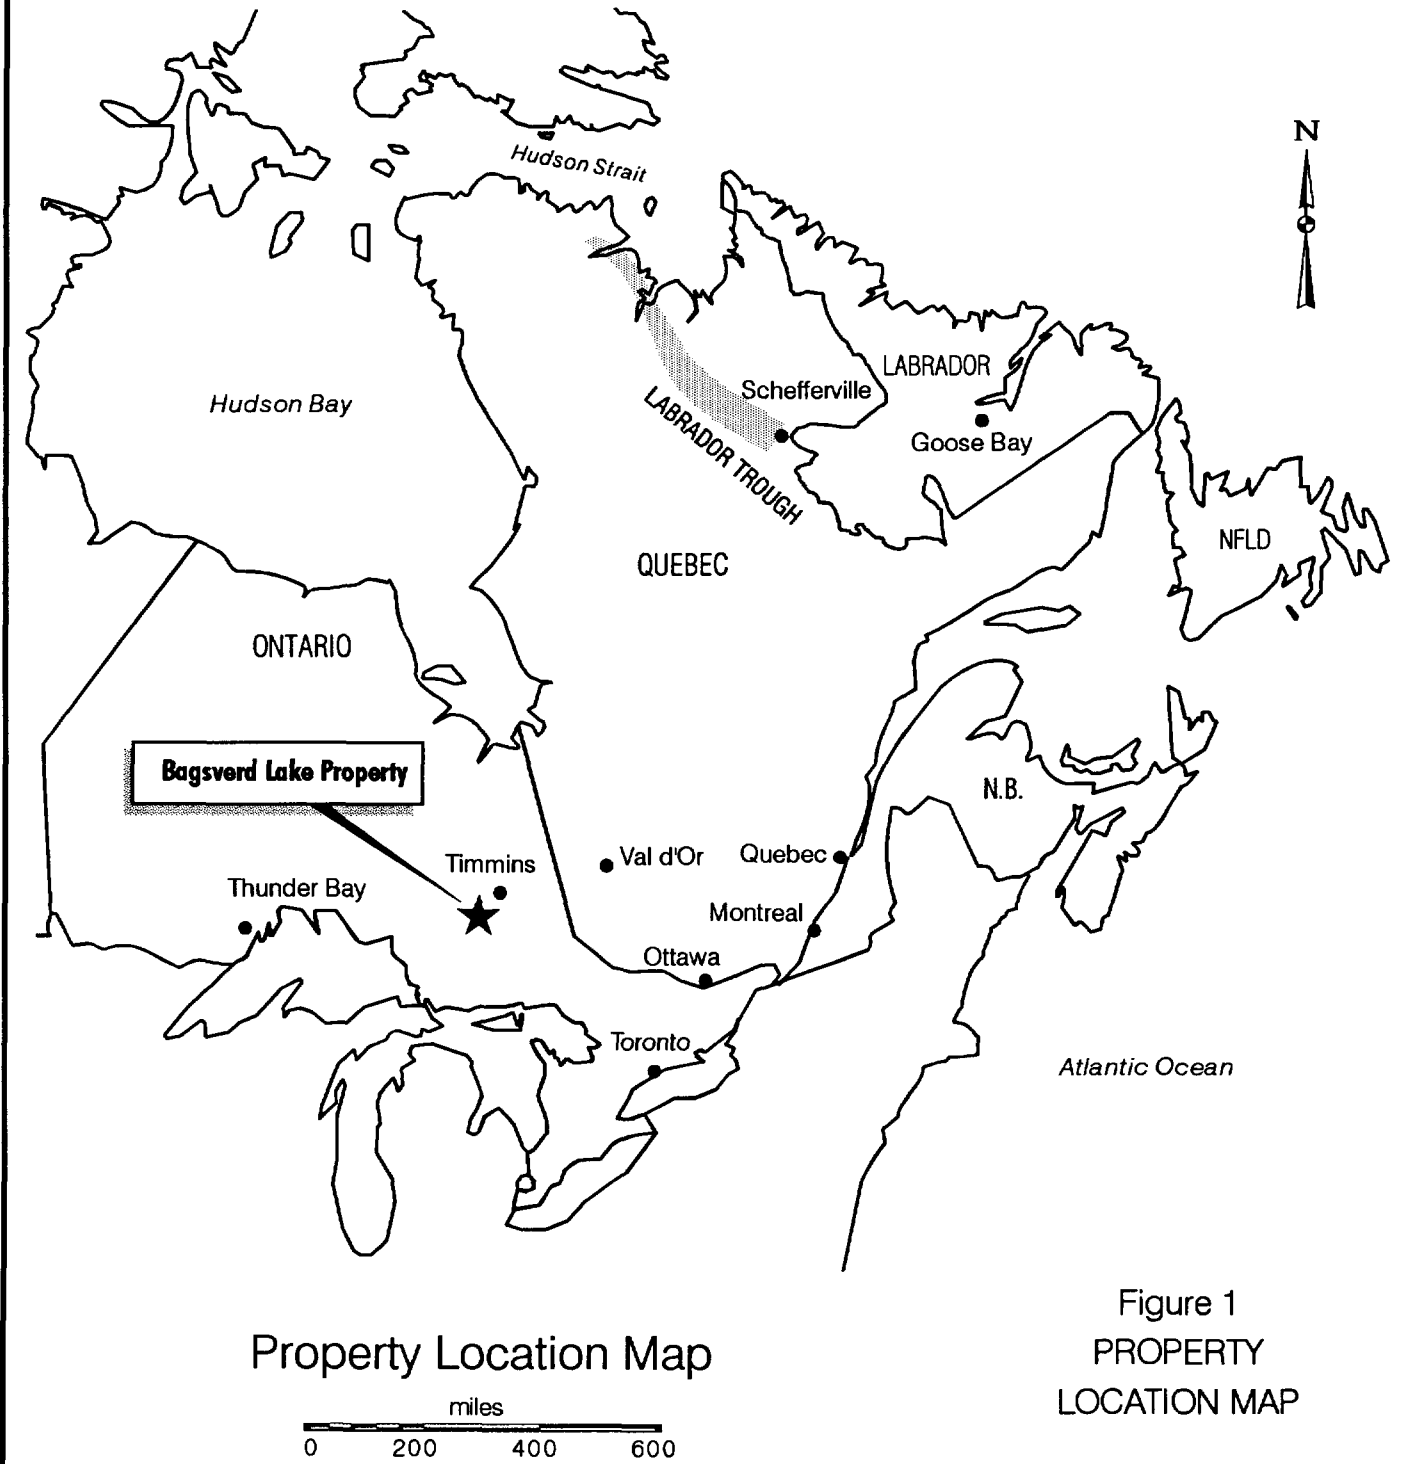 N
Hudson Strait
LABRADOR
Schefferville
Hudson Bay
LABRADOR TROUGH
Goose Bay
NFLD
QUEBEC
ONTARIO
Bagsverd Lake Property
N.B.
Timmins
Val d'Or
Quebec
Thunder Bay
Montreal
Ottawa
Toronto
Atlantic Ocean
Figure 1
PROPERTY
LOCATION MAP
Property Location Map
miles
0 200 400 600